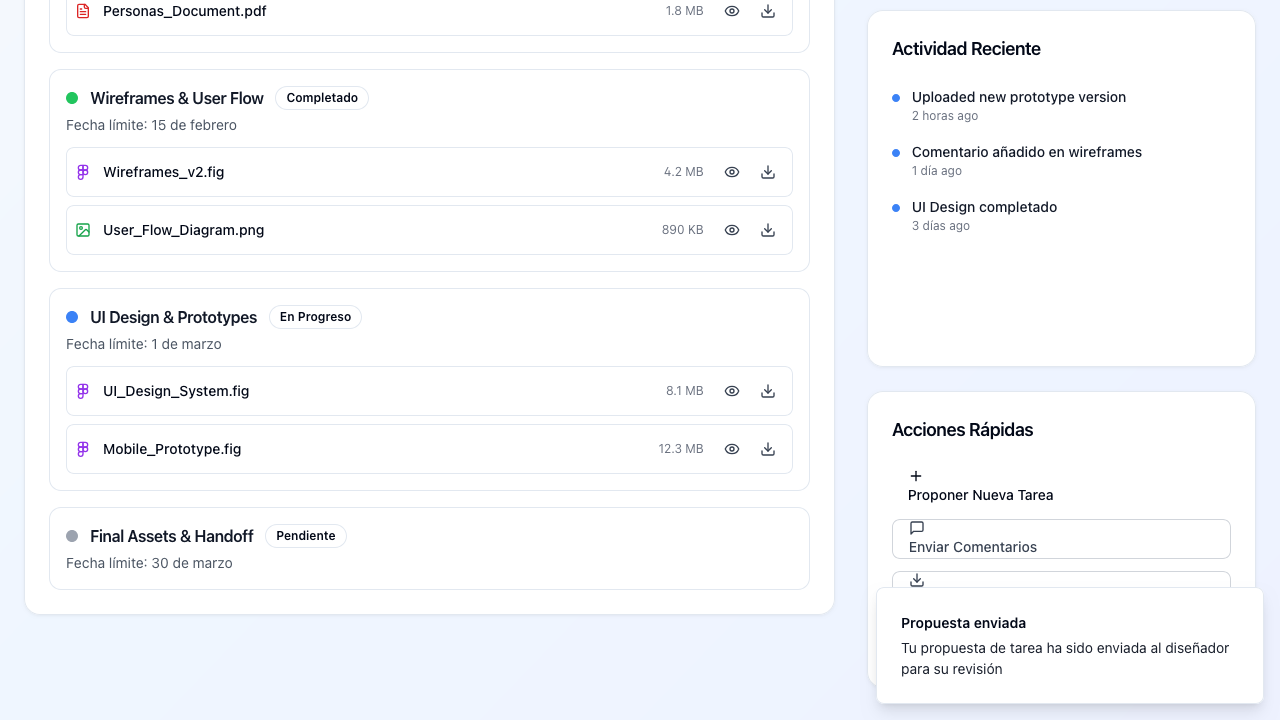 Personas_Document.pdf
1.8 MB
Wireframes & User Flow
Completado
Fecha límite: 15 de febrero
Wireframes_v2.fig
4.2 MB
User_Flow_Diagram.png
890 KB
UI Design & Prototypes
En Progreso
Fecha límite: 1 de marzo
UI_Design_System.fig
8.1 MB
Mobile_Prototype.fig
12.3 MB
Final Assets & Handoff
Pendiente
Fecha límite: 30 de marzo
Actividad Reciente
Uploaded new prototype version
2 horas ago
Comentario añadido en wireframes
1 día ago
UI Design completado
3 días ago
Acciones Rápidas
Proponer Nueva Tarea
Enviar Comentarios
Propuesta enviada
Tu propuesta de tarea ha sido enviada al diseñador
para su revisión